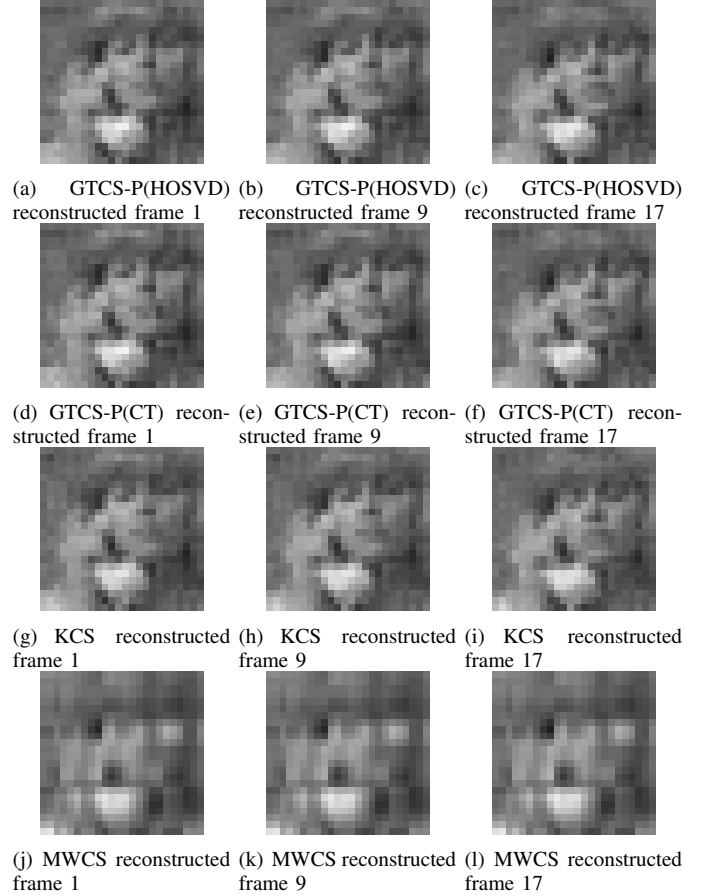 (a) GTCS-P(HOSVD) reconstructed frame 1
(b) GTCS-P(HOSVD) reconstructed frame 9
(c) GTCS-P(HOSVD) reconstructed frame 17
(d) GTCS-P(CT) recon-
structed frame 1
(e) GTCS-P(CT) recon-
structed frame 9
(f) GTCS-P(CT) recon-
structed frame 17
(g) KCS reconstructed
frame 1
(h) KCS reconstructed
frame 9
(i) KCS reconstructed
frame 17
(j) MWCS reconstructed
frame 1
(k) MWCS reconstructed
frame 9
(l) MWCS reconstructed
frame 17